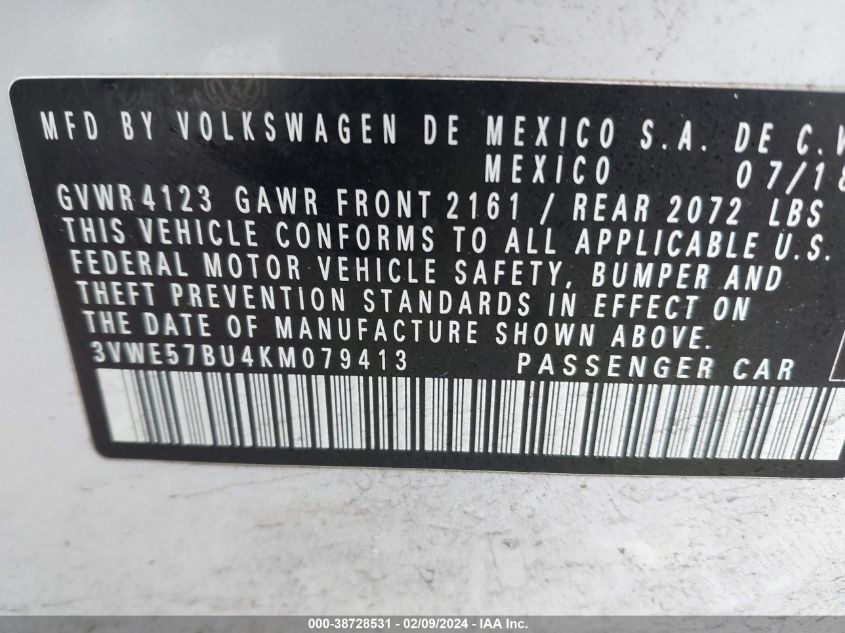 MFD BY VOLKSWAGEN DE MEXICO S.A. DE C.V
MEXICO 07/18
GVWR 4123 GAWR FRONT 2161 / REAR 2072 LBS
THIS VEHICLE CONFORMS TO ALL APPLICABLE U.S.
FEDERAL MOTOR VEHICLE SAFETY, BUMPER AND
THEFT PREVENTION STANDARDS IN EFFECT ON
THE DATE OF MANUFACTURE SHOWN ABOVE.
3VWE57BU4KM079413 PASSENGER CAR
000-38728531 - 02/09/2024 - IAA Inc.